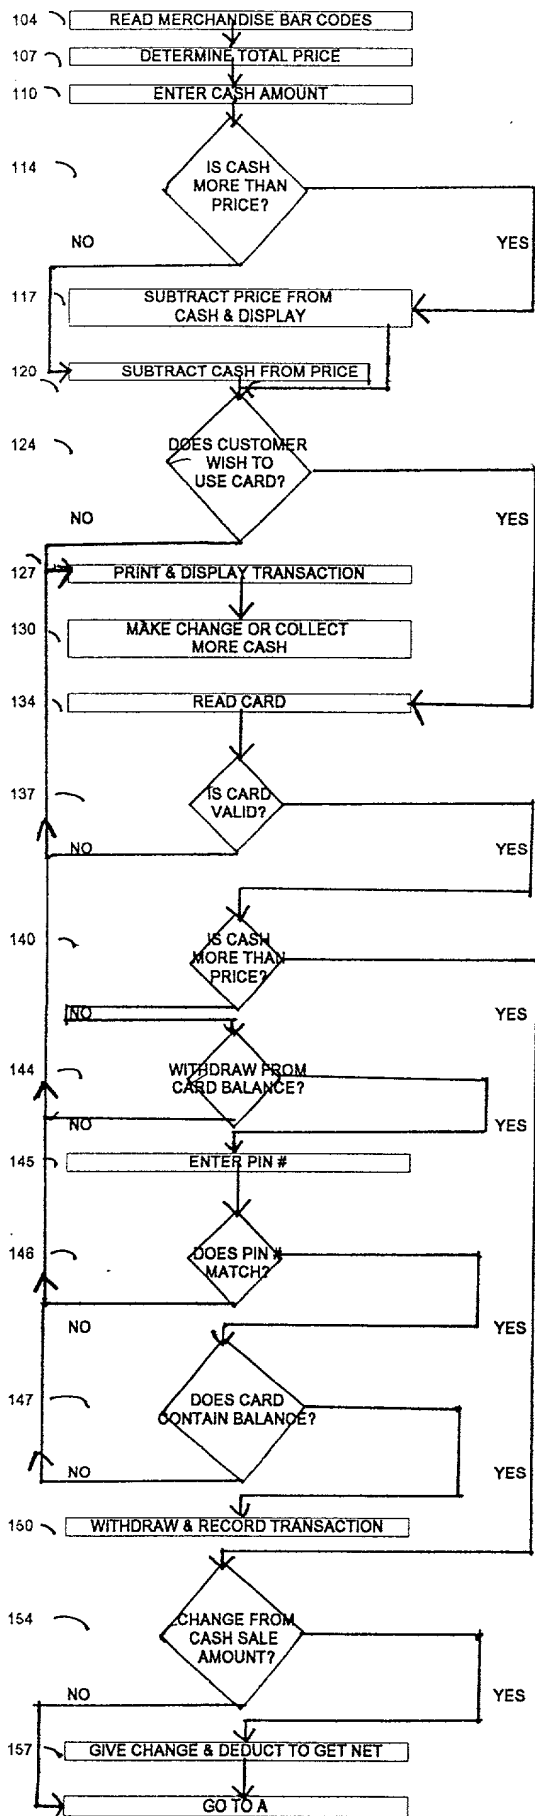 104 READ MERCHANDISE BAR CODES
107 DETERMINE TOTAL PRICE
110 ENTER CASH AMOUNT
114
IS CASH
MORE THAN
PRICE?
NO
YES
117
SUBTRACT PRICE FROM
CASH & DISPLAY
120 SUBTRACT CASH FROM PRICE
124
DOES CUSTOMER
WISH TO
USE CARD?
NO
YES
127 PRINT & DISPLAY TRANSACTION
130
MAKE CHANGE OR COLLECT
MORE CASH
134 READ CARD
137
IS CARD
VALID?
NO
YES
140
IS CASH
MORE THAN
PRICE?
NO
YES
144
WITHDRAW FROM
CARD BALANCE?
NO
YES
145 ENTER PIN #
146
DOES PIN #
MATCH?
NO
YES
147
DOES CARD
CONTAIN BALANCE?
NO
YES
150 WITHDRAW & RECORD TRANSACTION
154
CHANGE FROM
CASH SALE
AMOUNT?
NO
YES
157 GIVE CHANGE & DEDUCT TO GET NET
GO TO A